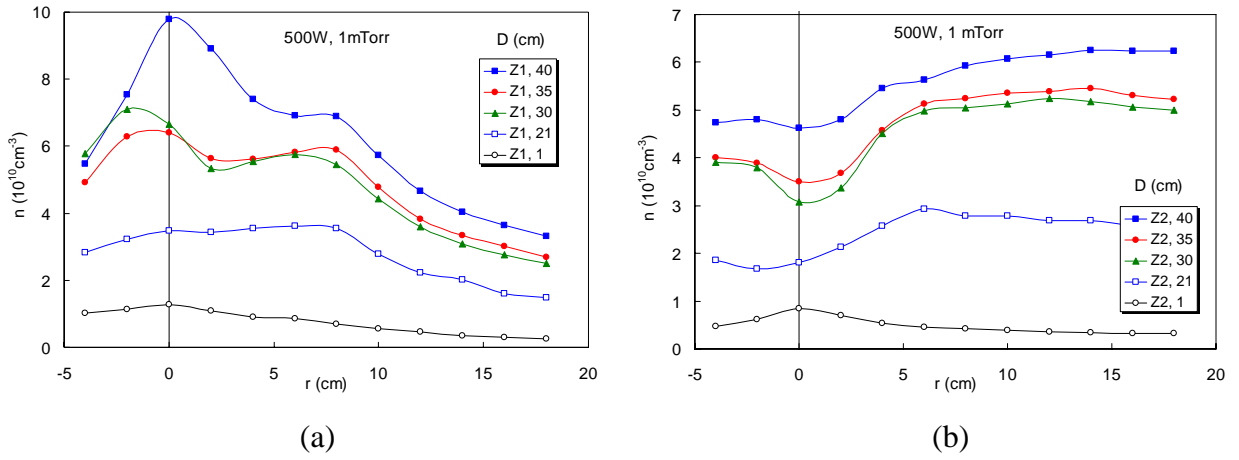 500W, 1mTorr
D (cm)
Z1, 40
Z1, 35
Z1, 30
Z1, 21
Z1, 1
n (10^10cm^-3)
10
8
6
4
2
0
-5
0
5
10
15
20
r (cm)
(a)
500W, 1 mTorr
D (cm)
Z2, 40
Z2, 35
Z2, 30
Z2, 21
Z2, 1
n (10^10cm^-3)
7
6
5
4
3
2
1
0
-5
0
5
10
15
20
r (cm)
(b)